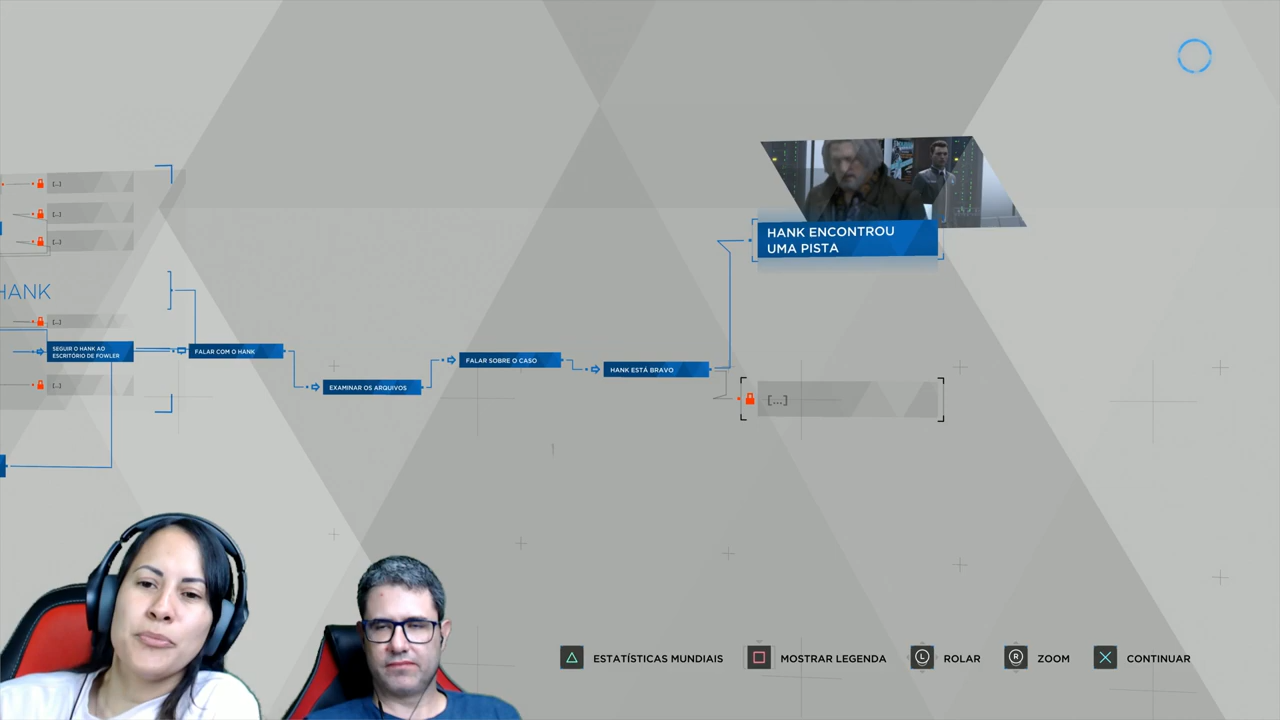 HANK ENCONTROU
UMA PISTA
[...]
[...]
[...]
HANK
[...]
SEGUIR O HANK AO
ESCRITÓRIO DE FOWLER
FALAR COM O HANK
FALAR SOBRE O CASO
HANK ESTÁ BRAVO
EXAMINAR OS ARQUIVOS
[...]
[...]
ESTATÍSTICAS MUNDIAIS
MOSTRAR LEGENDA
L
ROLAR
R
ZOOM
CONTINUAR